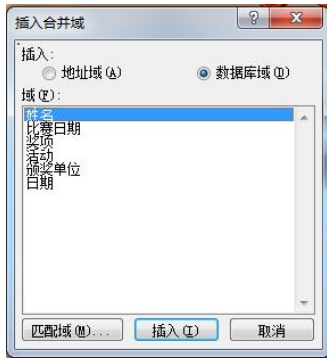 插入合并域
插入:
地址域(A) 数据库域(D)
域(F):
姓名
比赛日期
奖项
活动
颁奖单位
日期
匹配域(M)... 插入(I) 取消